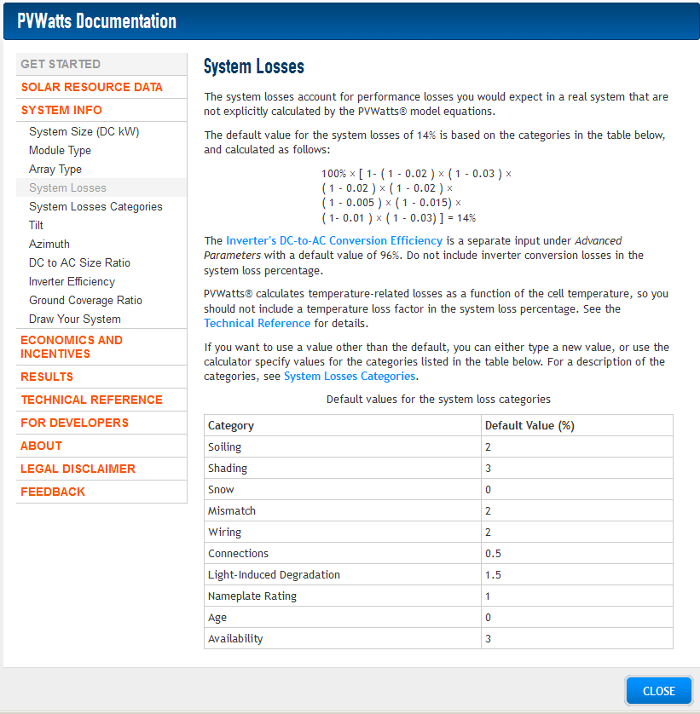 PVWatts Documentation
GET STARTED
SOLAR RESOURCE DATA
SYSTEM INFO
System Size (DC kW)
Module Type
Array Type
System Losses
System Losses Categories
Tilt
Azimuth
DC to AC Size Ratio
Inverter Efficiency
Ground Coverage Ratio
Draw Your System
ECONOMICS AND
INCENTIVES
RESULTS
TECHNICAL REFERENCE
FOR DEVELOPERS
ABOUT
LEGAL DISCLAIMER
FEEDBACK
System Losses
The system losses account for performance losses you would expect in a real system that are
not explicitly calculated by the PVWatts® model equations.
The default value for the system losses of 14% is based on the categories in the table below,
and calculated as follows:
100% × [ 1- ( 1 - 0.02 ) × ( 1 - 0.03 ) ×
( 1 - 0.02 ) × ( 1 - 0.02 ) ×
( 1 - 0.005 ) × ( 1 - 0.015) ×
( 1- 0.01 ) × ( 1 - 0.03) ] = 14%
The Inverter's DC-to-AC Conversion Efficiency is a separate input under Advanced
Parameters with a default value of 96%. Do not include inverter conversion losses in the
system loss percentage.
PVWatts® calculates temperature-related losses as a function of the cell temperature, so you
should not include a temperature loss factor in the system loss percentage. See the
Technical Reference for details.
If you want to use a value other than the default, you can either type a new value, or use the
calculator specify values for the categories listed in the table below. For a description of the
categories, see System Losses Categories.
Default values for the system loss categories
Category Default Value (%)
Soiling 2
Shading 3
Snow 0
Mismatch 2
Wiring 2
Connections 0.5
Light-Induced Degradation 1.5
Nameplate Rating 1
Age 0
Availability 3
CLOSE